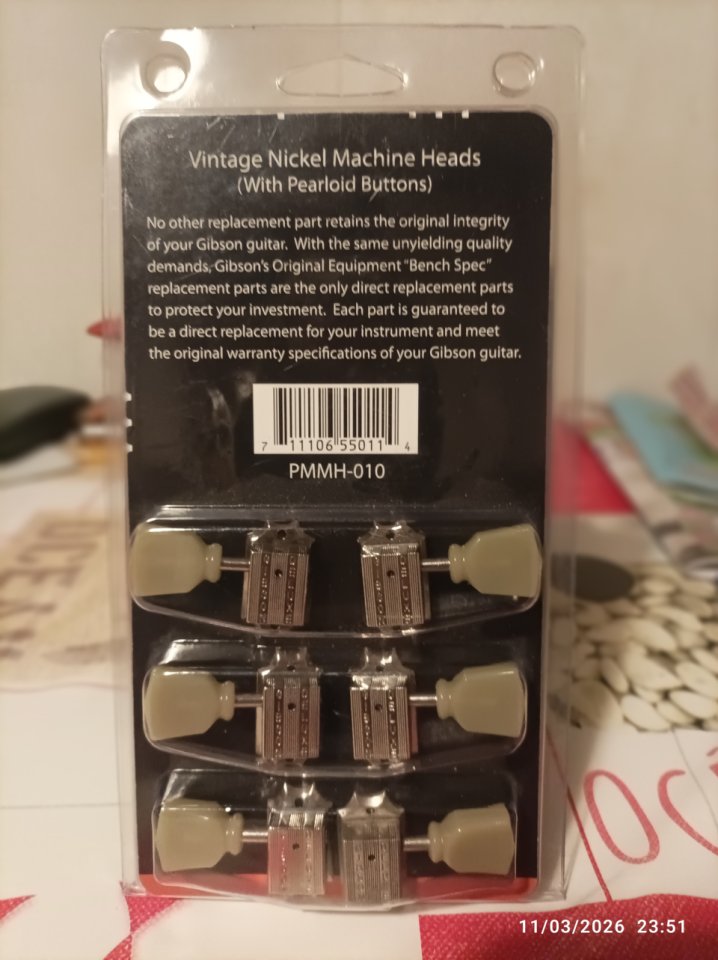 Vintage Nickel Machine Heads
(With Pearloid Buttons)
No other replacement part retains the original integrity
of your Gibson guitar. With the same unyielding quality
demands, Gibson's Original Equipment "Bench Spec"
replacement parts are the only direct replacement parts
to protect your investment. Each part is guaranteed to
be a direct replacement for your instrument and meet
the original warranty specifications of your Gibson guitar.
7 11106 55011 4
PMMH-010
OCEAN
11/03/2026 23:51